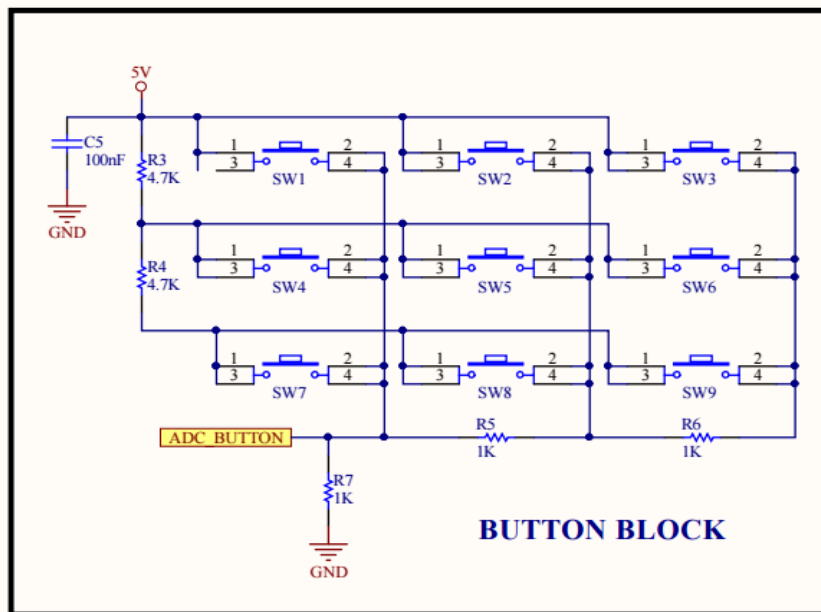 5V
C5
100nF
GND
R3
4.7K
1
3
2
4
SW1
1
3
2
4
SW2
1
3
2
4
SW3
R4
4.7K
1
3
2
4
SW4
1
3
2
4
SW5
1
3
2
4
SW6
1
3
2
4
SW7
1
3
2
4
SW8
1
3
2
4
SW9
ADC_BUTTON
R5
1K
R6
1K
R7
1K
GND
BUTTON BLOCK